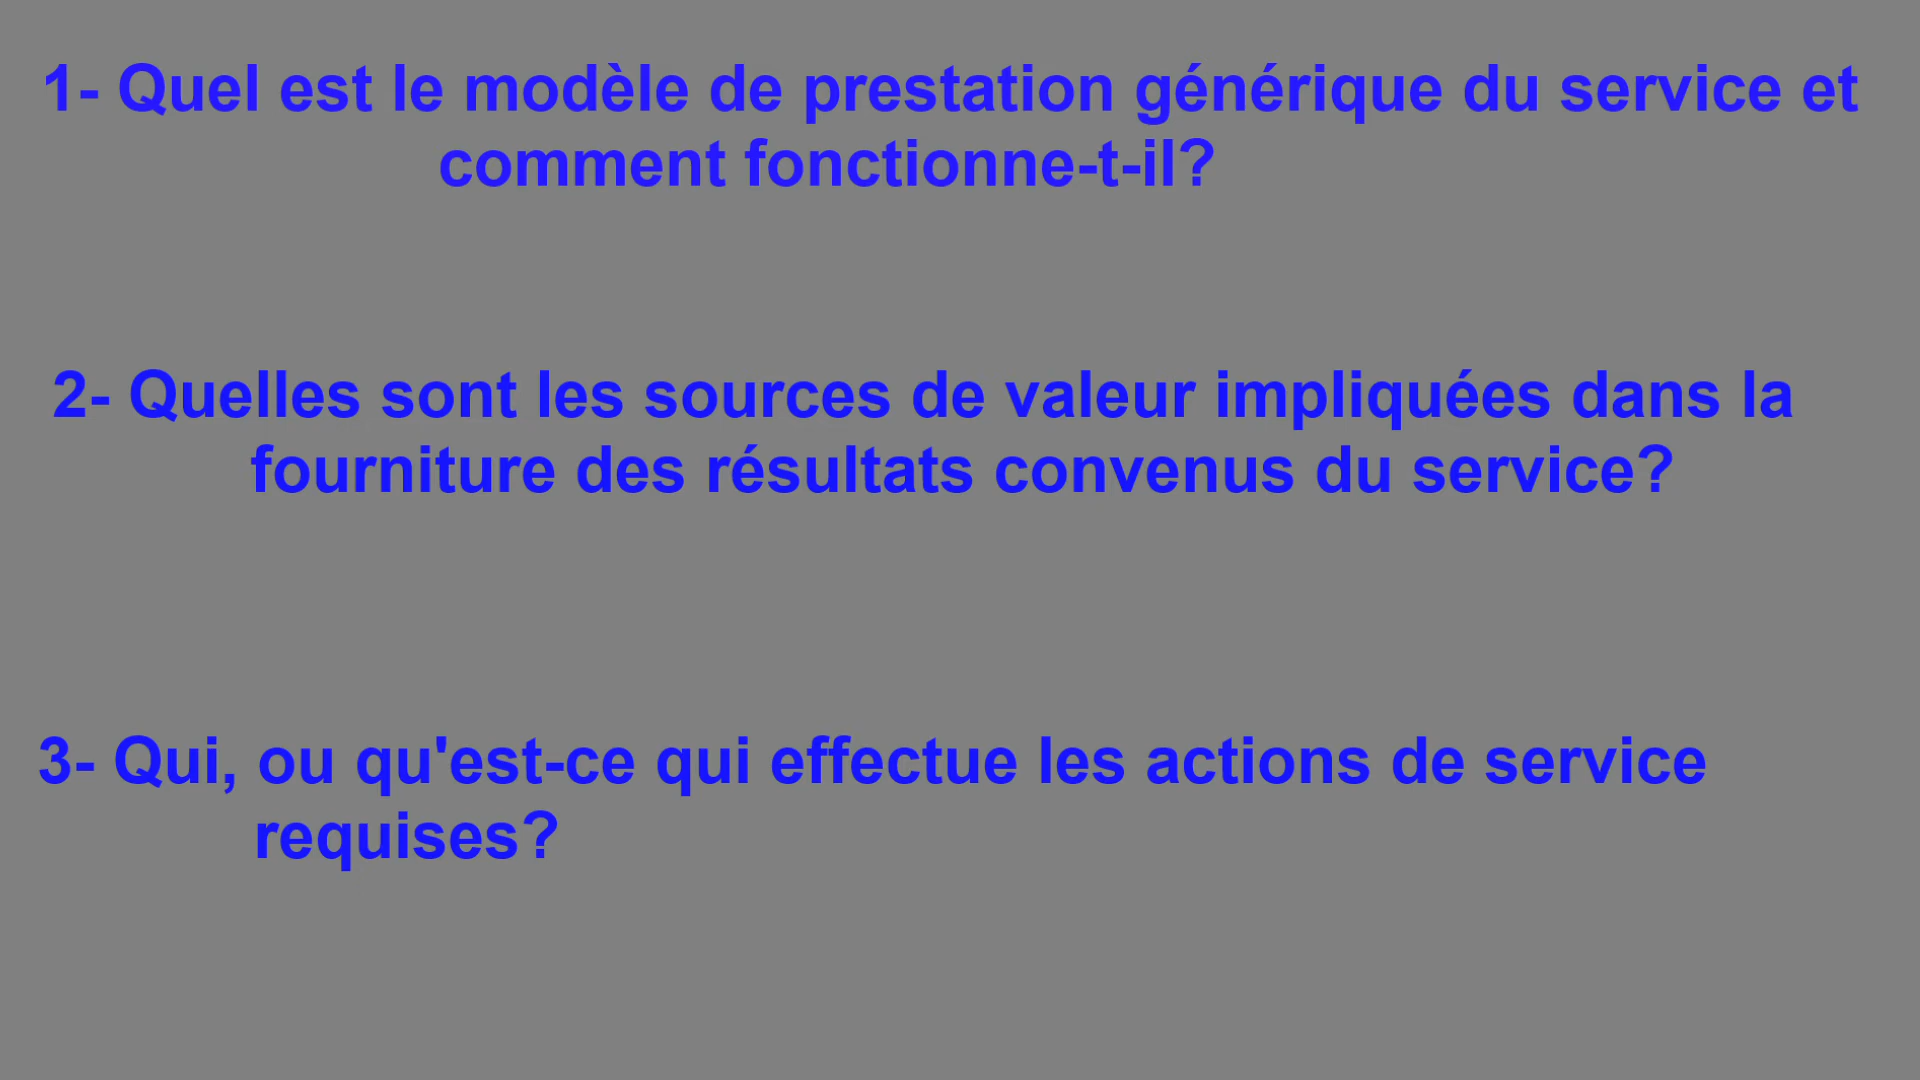 1- Quel est le modèle de prestation générique du service et
comment fonctionne-t-il?
2- Quelles sont les sources de valeur impliquées dans la
fourniture des résultats convenus du service?
3- Qui, ou qu'est-ce qui effectue les actions de service
requises?